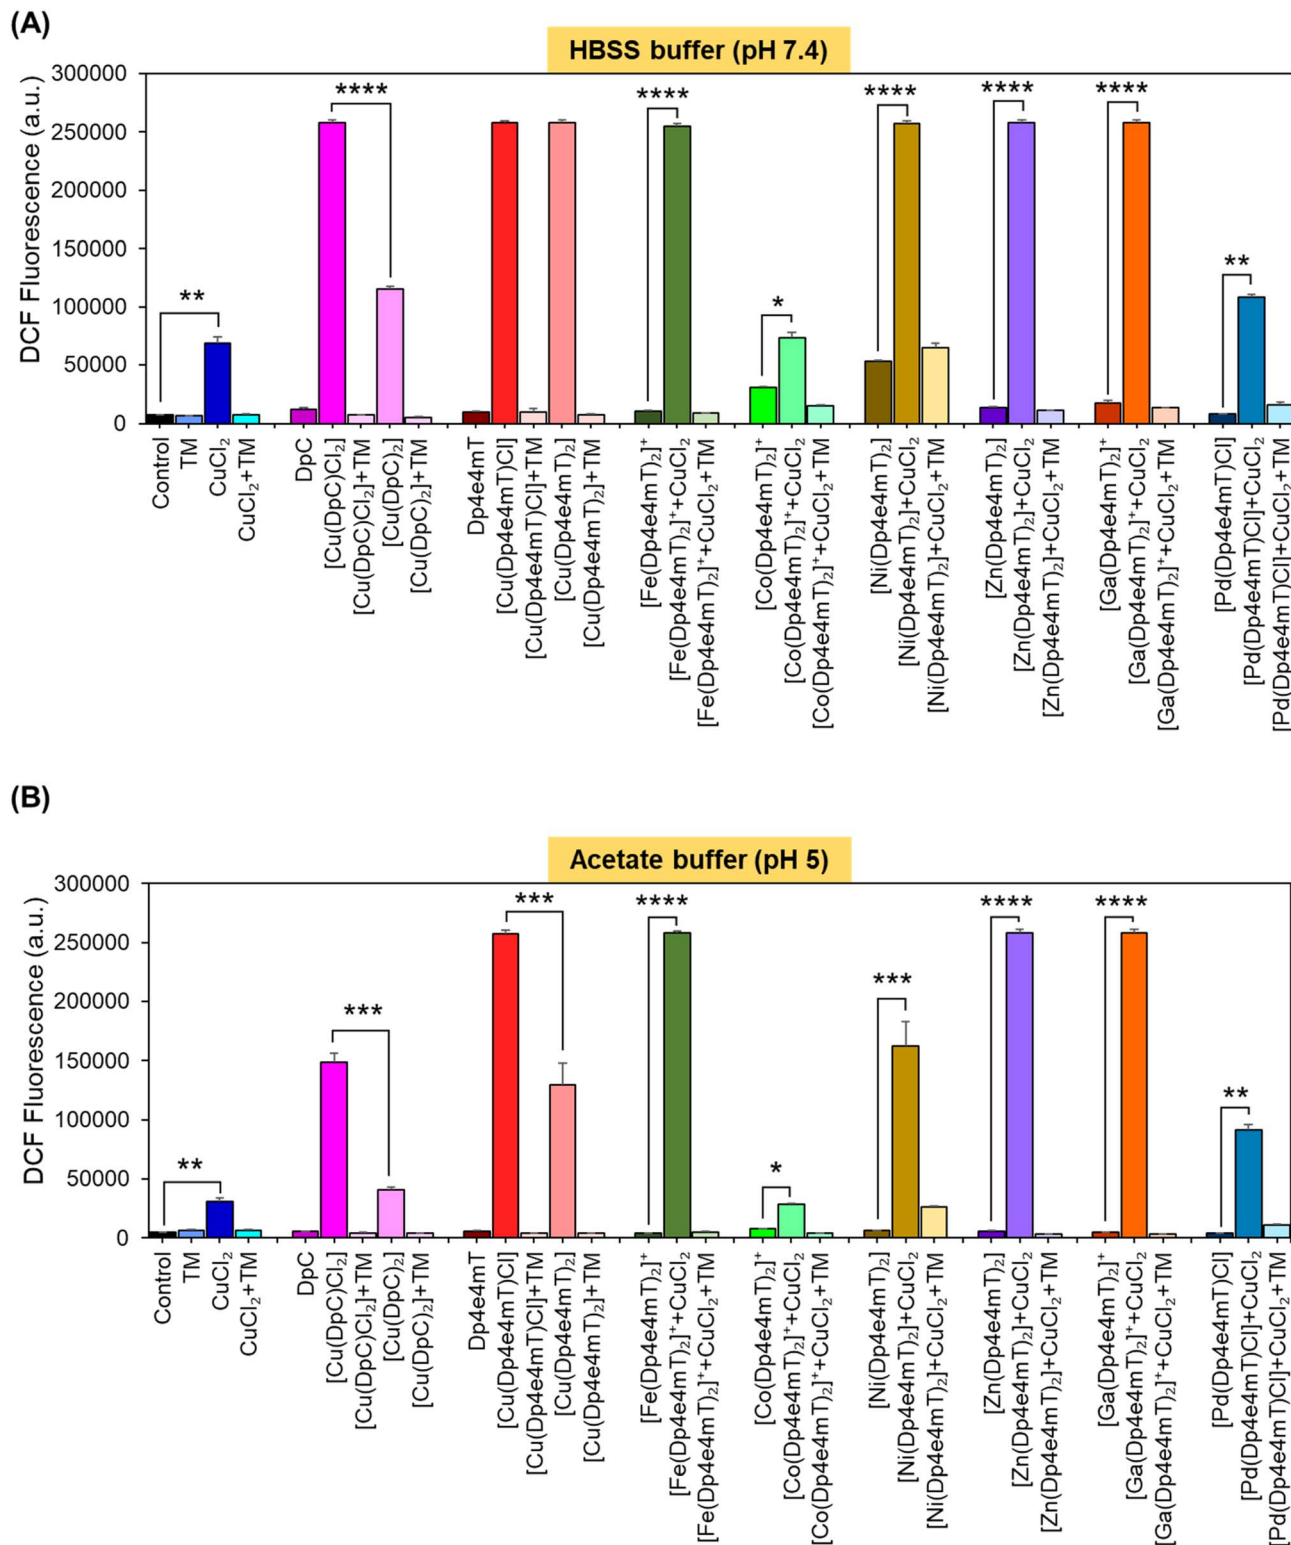 (A)
HBSS buffer (pH 7.4)
DCF Fluorescence (a.u.)
300000
250000
200000
150000
100000
50000
0
**
****
****
*
****
****
****
**
Control
TM
CuCl₂
CuCl₂+TM
DpC
[Cu(DpC)Cl₂]
[Cu(DpC)Cl₂]+TM
[Cu(DpC)₂]
[Cu(DpC)₂]+TM
Dp4e4mT
[Cu(Dp4e4mT)Cl]
[Cu(Dp4e4mT)Cl]+TM
[Cu(Dp4e4mT)₂]
[Cu(Dp4e4mT)₂]+TM
[Fe(Dp4e4mT)₂]⁺
[Fe(Dp4e4mT)₂]⁺+CuCl₂
[Fe(Dp4e4mT)₂]⁺+CuCl₂+TM
[Co(Dp4e4mT)₂]⁺
[Co(Dp4e4mT)₂]⁺+CuCl₂
[Co(Dp4e4mT)₂]⁺+CuCl₂+TM
[Ni(Dp4e4mT)₂]
[Ni(Dp4e4mT)₂]+CuCl₂
[Ni(Dp4e4mT)₂]+CuCl₂+TM
[Zn(Dp4e4mT)₂]
[Zn(Dp4e4mT)₂]+CuCl₂
[Zn(Dp4e4mT)₂]+CuCl₂+TM
[Ga(Dp4e4mT)₂]⁺
[Ga(Dp4e4mT)₂]⁺+CuCl₂
[Ga(Dp4e4mT)₂]⁺+CuCl₂+TM
[Pd(Dp4e4mT)Cl]
[Pd(Dp4e4mT)Cl]+CuCl₂
[Pd(Dp4e4mT)Cl]+CuCl₂+TM
(B)
Acetate buffer (pH 5)
DCF Fluorescence (a.u.)
300000
250000
200000
150000
100000
50000
0
**
***
***
****
*
***
****
****
**
Control
TM
CuCl₂
CuCl₂+TM
DpC
[Cu(DpC)Cl₂]
[Cu(DpC)Cl₂]+TM
[Cu(DpC)₂]
[Cu(DpC)₂]+TM
Dp4e4mT
[Cu(Dp4e4mT)Cl]
[Cu(Dp4e4mT)Cl]+TM
[Cu(Dp4e4mT)₂]
[Cu(Dp4e4mT)₂]+TM
[Fe(Dp4e4mT)₂]⁺
[Fe(Dp4e4mT)₂]⁺+CuCl₂
[Fe(Dp4e4mT)₂]⁺+CuCl₂+TM
[Co(Dp4e4mT)₂]⁺
[Co(Dp4e4mT)₂]⁺+CuCl₂
[Co(Dp4e4mT)₂]⁺+CuCl₂+TM
[Ni(Dp4e4mT)₂]
[Ni(Dp4e4mT)₂]+CuCl₂
[Ni(Dp4e4mT)₂]+CuCl₂+TM
[Zn(Dp4e4mT)₂]
[Zn(Dp4e4mT)₂]+CuCl₂
[Zn(Dp4e4mT)₂]+CuCl₂+TM
[Ga(Dp4e4mT)₂]⁺
[Ga(Dp4e4mT)₂]⁺+CuCl₂
[Ga(Dp4e4mT)₂]⁺+CuCl₂+TM
[Pd(Dp4e4mT)Cl]
[Pd(Dp4e4mT)Cl]+CuCl₂
[Pd(Dp4e4mT)Cl]+CuCl₂+TM